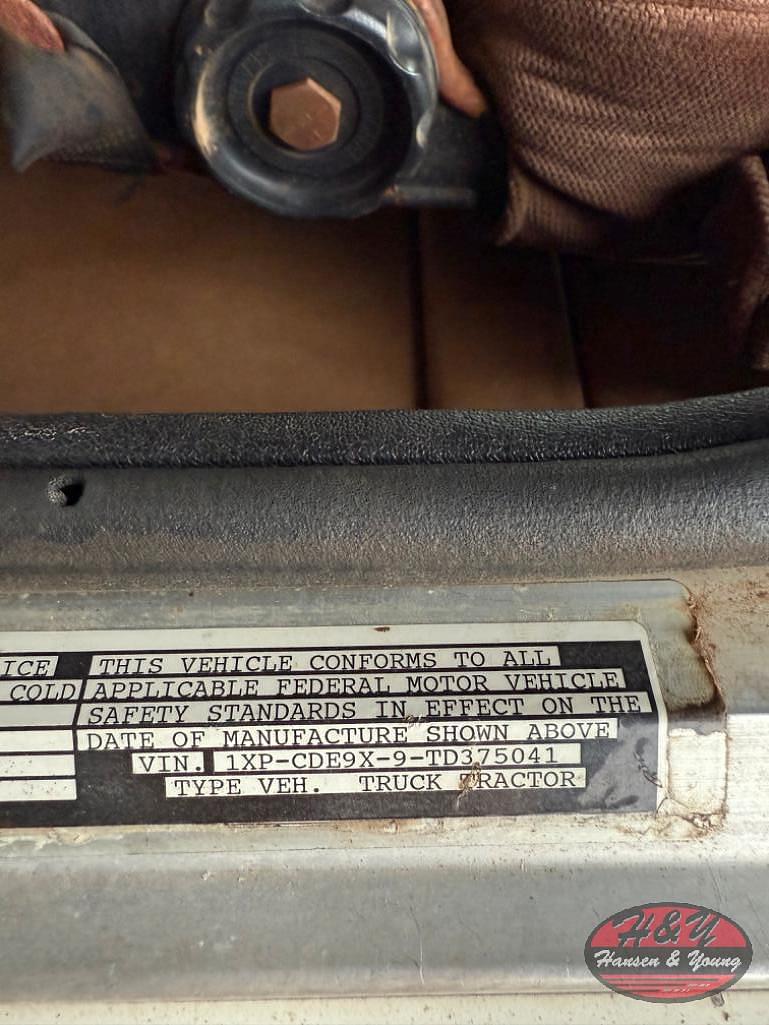 ICE THIS VEHICLE CONFORMS TO ALL
COLD APPLICABLE FEDERAL MOTOR VEHICLE
SAFETY STANDARDS IN EFFECT ON THE
DATE OF MANUFACTURE SHOWN ABOVE
VIN. 1XP-CDE9X-9-TD375041
TYPE VEH. TRUCK TRACTOR
H&Y
Hansen & Young